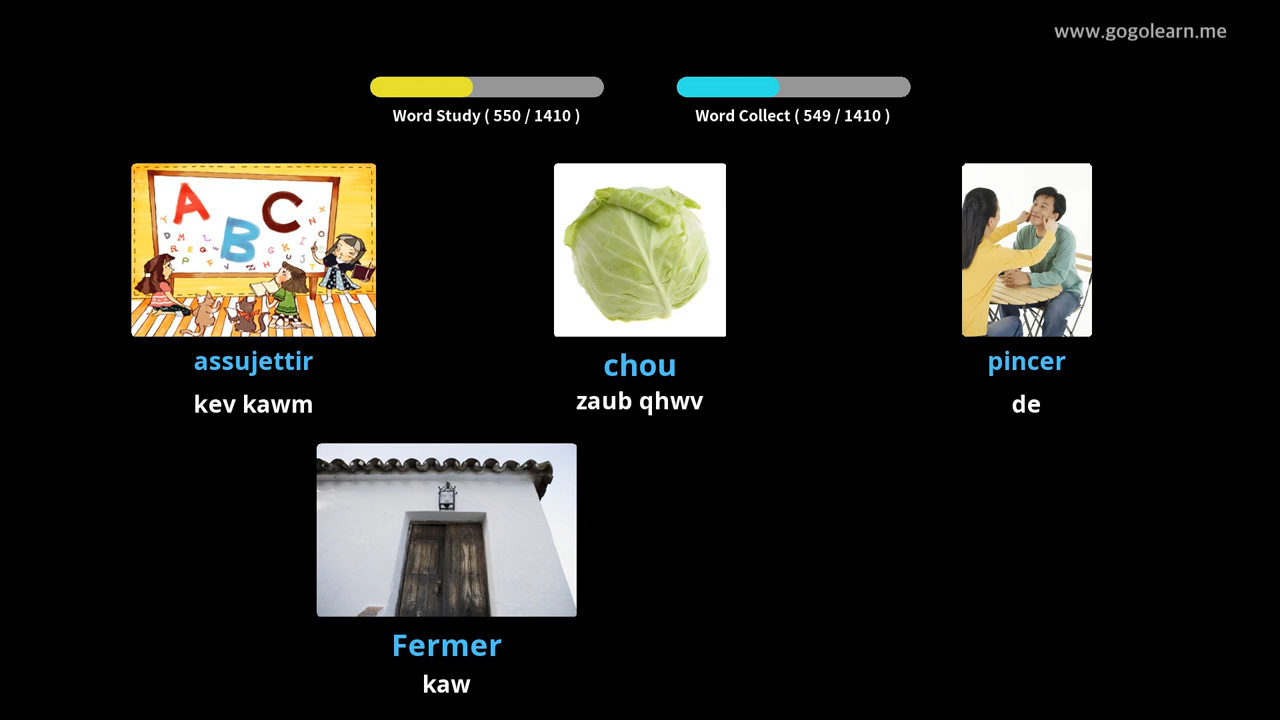 www.gogolearn.me
Word Study ( 550 / 1410 )
Word Collect ( 549 / 1410 )
A B C
assujettir
kev kawm
chou
zaub qhwv
pincer
de
Fermer
kaw